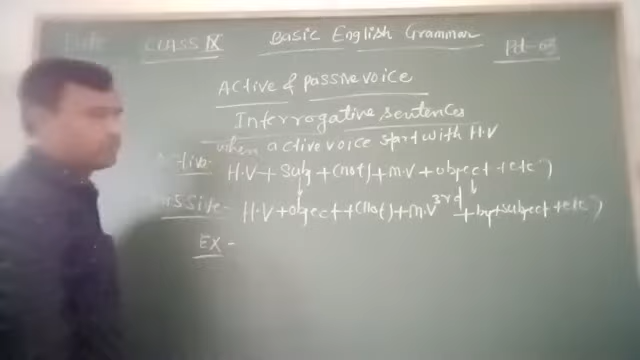 Date CLASS IX Basic English Grammar
Active & Passive voice
Interrogative sentences
when active voice start with H.V
H.V + Sub + (not) + M.V + object + etc
H.V + object + (not) + M.V 3rd + by + subject + etc
EX -